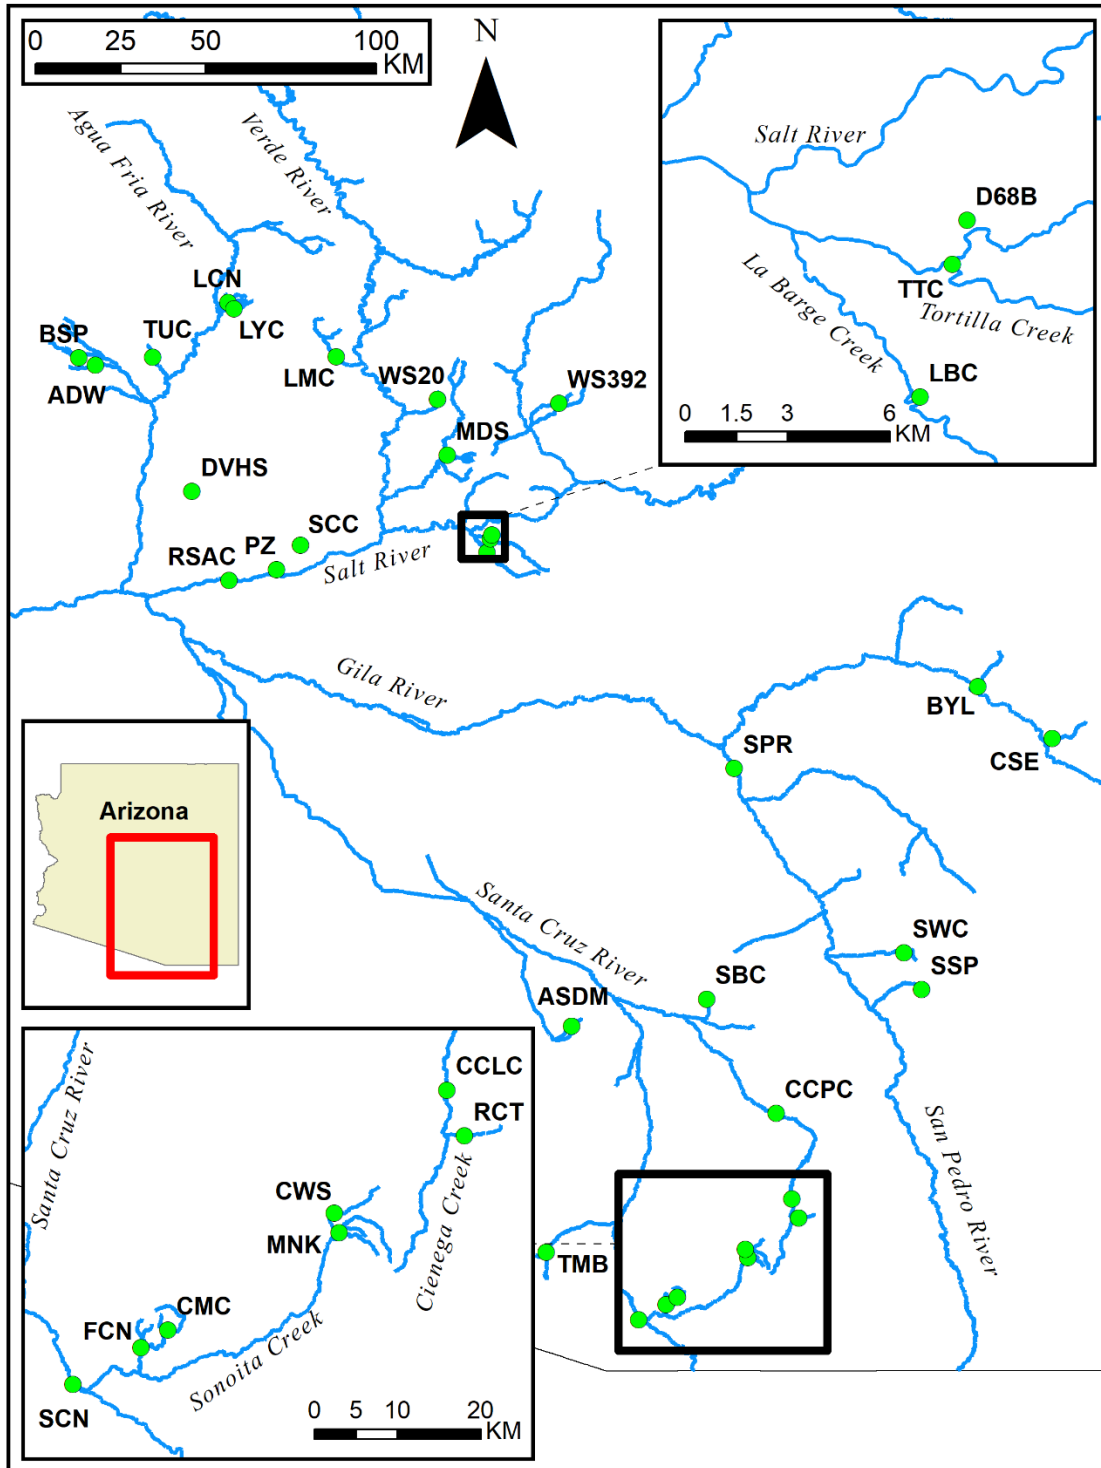 0 25 50 100
KM
N
Agua Fria River
Verde River
Salt River
D68B
TTC
Tortilla Creek
La Barge Creek
LBC
0 1.5 3 6
KM
LCN
LYC
BSP
TUC
ADW
LMC
WS20
WS392
MDS
DVHS
SCC
PZ
RSAC
Salt River
Gila River
BYL
CSE
SPR
Arizona
Santa Cruz River
SWC
SSP
SBC
ASDM
CCPC
San Pedro River
TMB
Santa Cruz River
CCLC
RCT
CWS
MNK
Cienega Creek
CMC
FCN
Sonoita Creek
SCN
0 5 10 20
KM